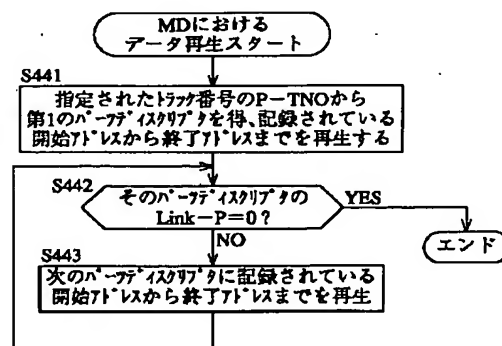 MDにおける
データ再生スタート
S441
指定されたトラック番号のP−TNOから
第1のパーツディスクリプタを得、記録されている
開始アドレスから終了アドレスまでを再生する
S442
そのパーツディスクリプタの
Link−P=0?
YES
エンド
NO
S443
次のパーツディスクリプタに記録されている
開始アドレスから終了アドレスまでを再生